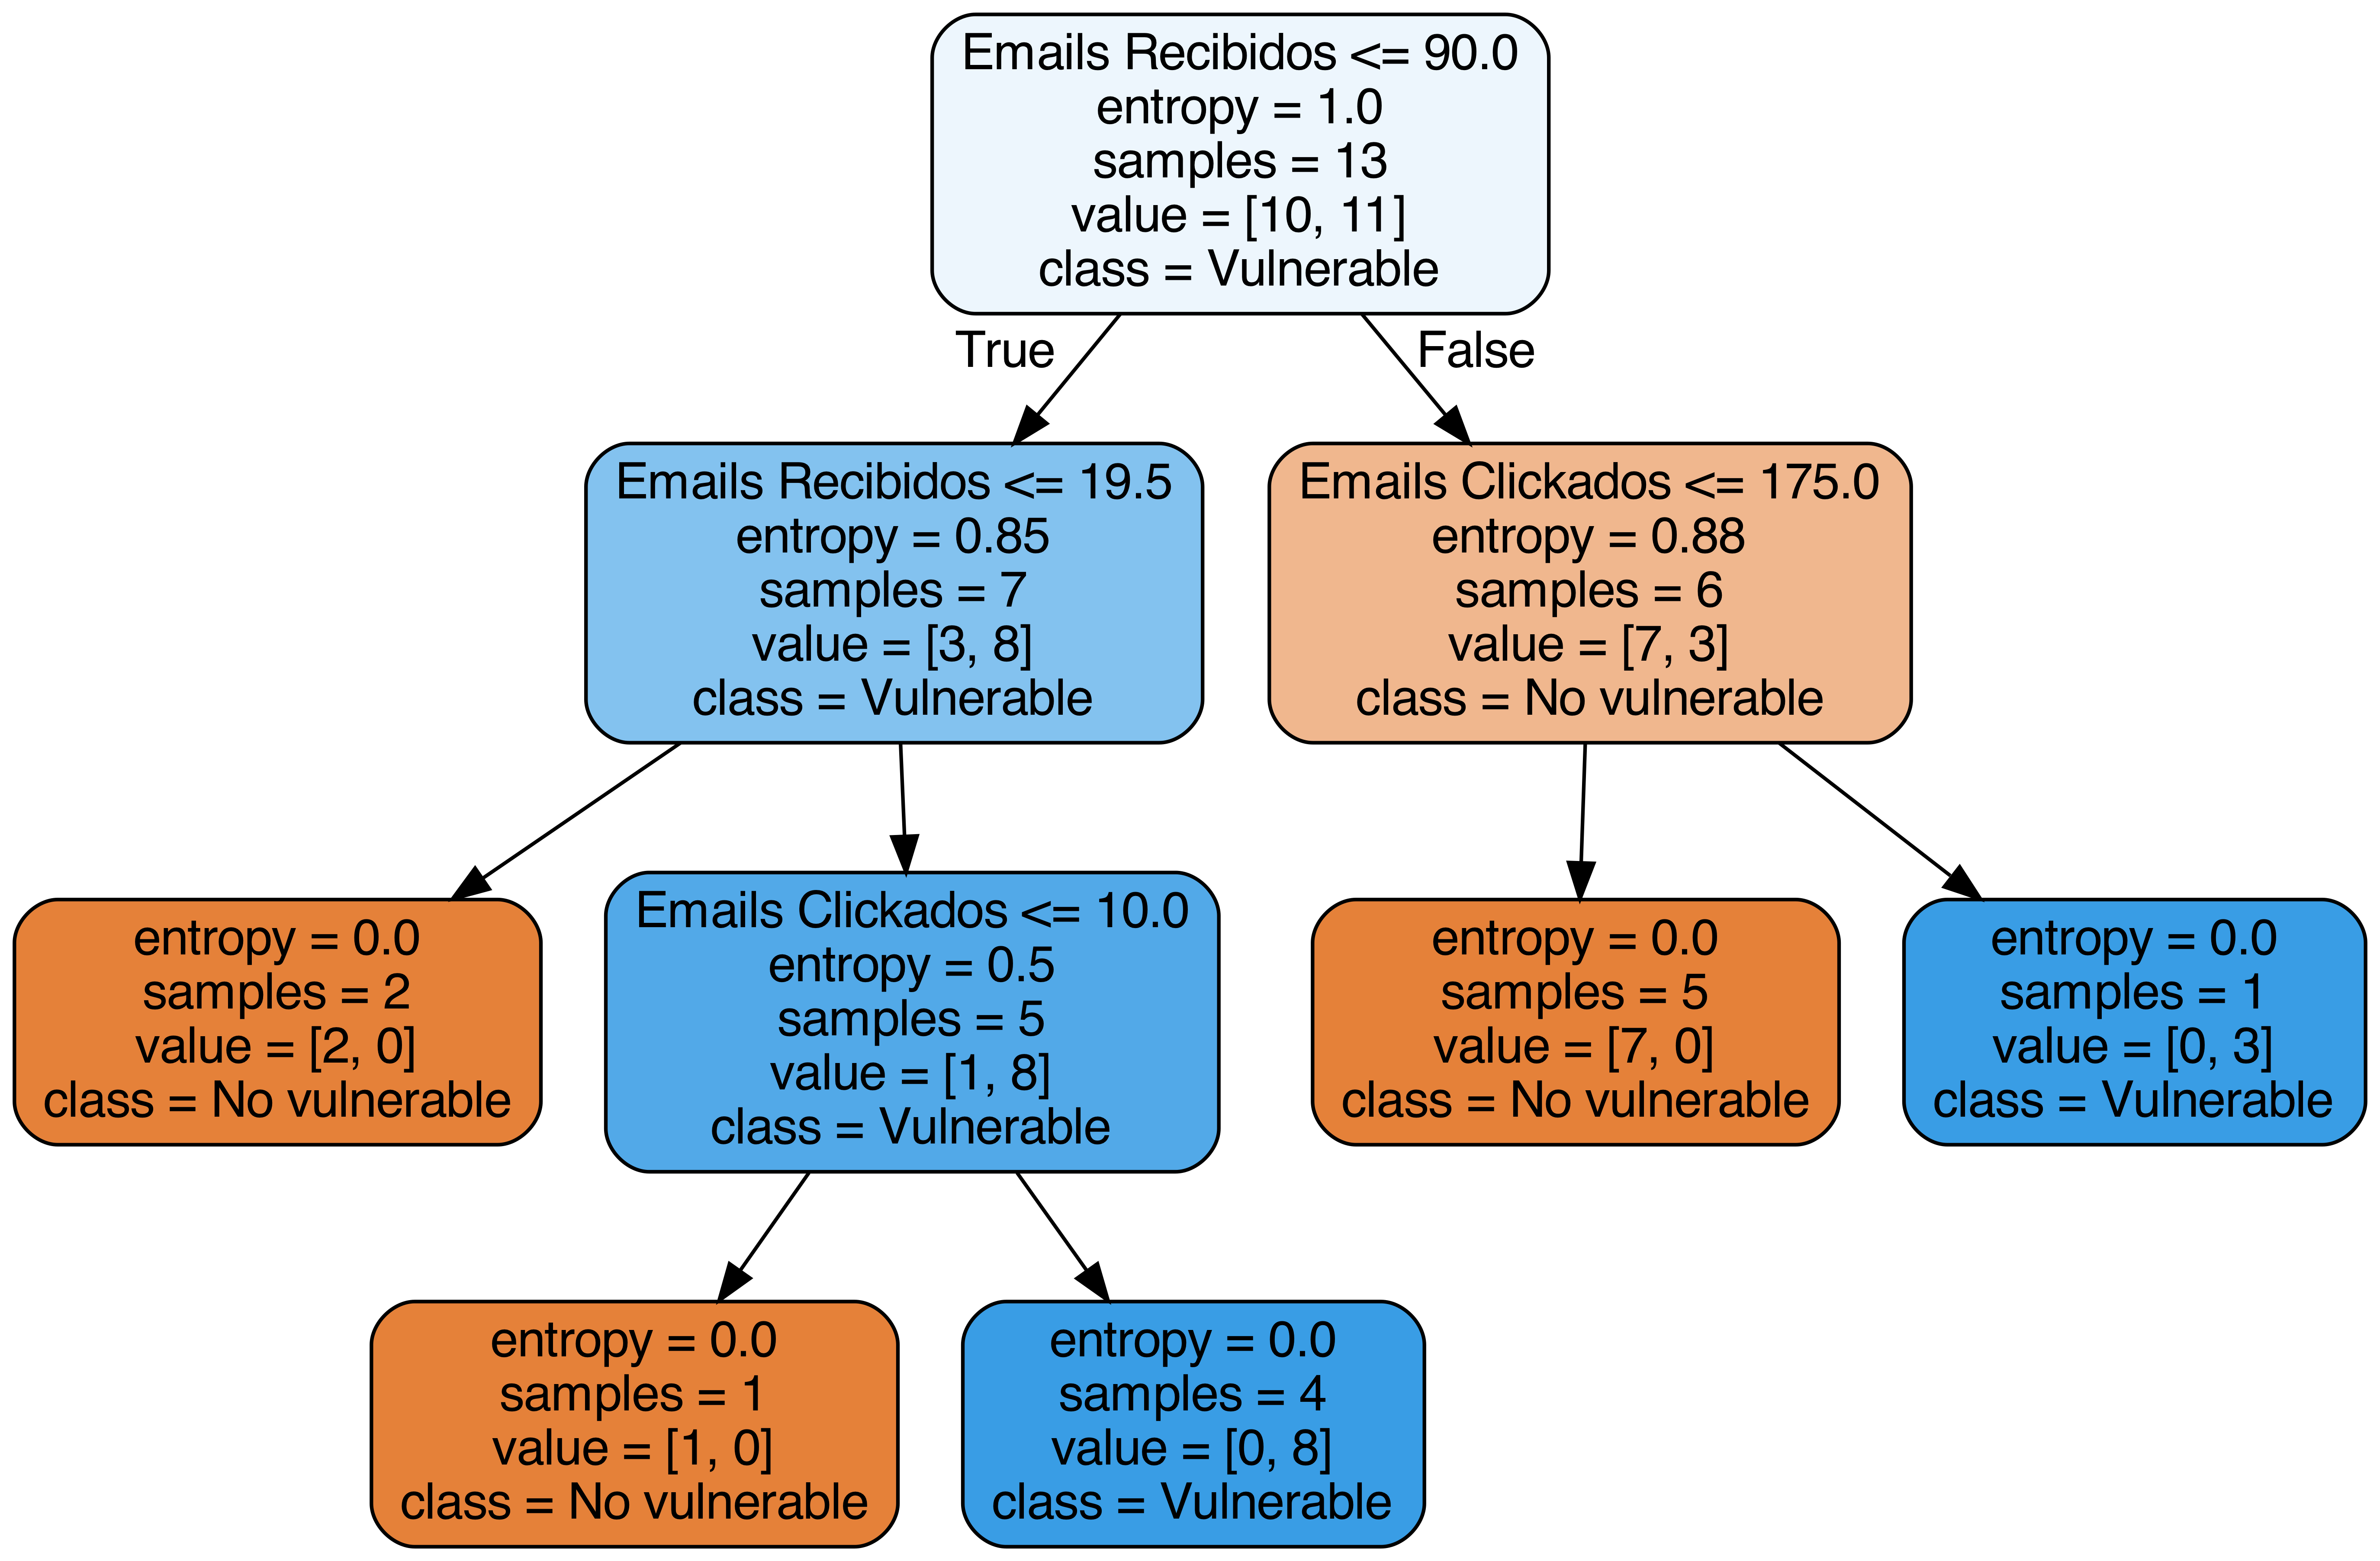 Emails Recibidos <= 90.0
entropy = 1.0
samples = 13
value = [10, 11]
class = Vulnerable
True
False
Emails Recibidos <= 19.5
entropy = 0.85
samples = 7
value = [3, 8]
class = Vulnerable
Emails Clickados <= 175.0
entropy = 0.88
samples = 6
value = [7, 3]
class = No vulnerable
entropy = 0.0
samples = 2
value = [2, 0]
class = No vulnerable
Emails Clickados <= 10.0
entropy = 0.5
samples = 5
value = [1, 8]
class = Vulnerable
entropy = 0.0
samples = 5
value = [7, 0]
class = No vulnerable
entropy = 0.0
samples = 1
value = [0, 3]
class = Vulnerable
entropy = 0.0
samples = 1
value = [1, 0]
class = No vulnerable
entropy = 0.0
samples = 4
value = [0, 8]
class = Vulnerable